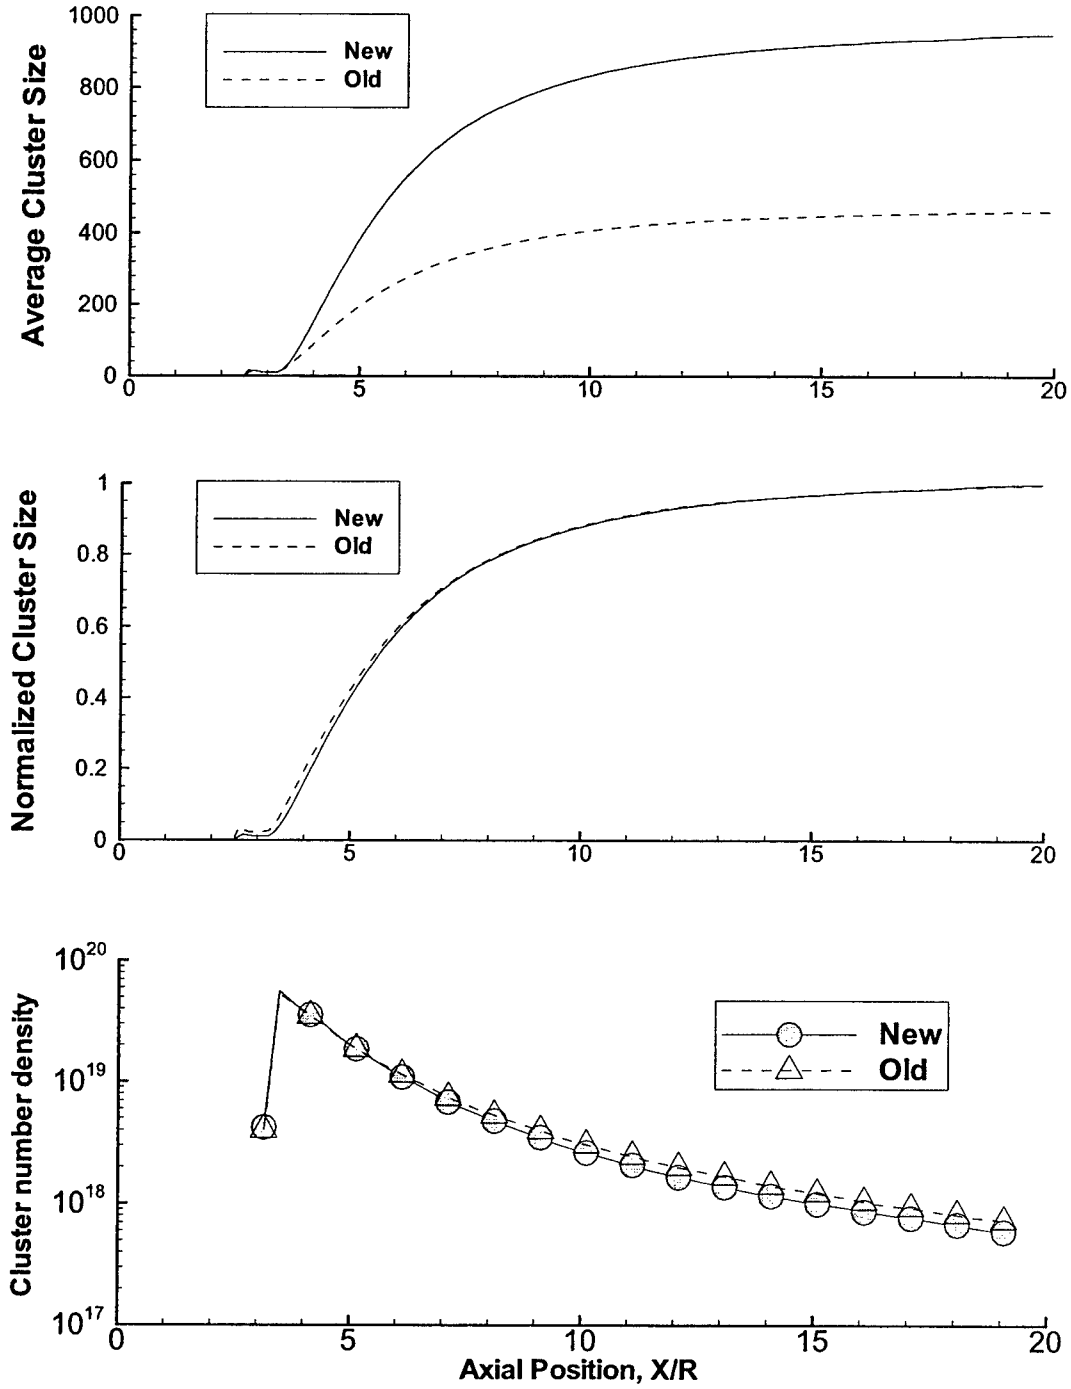 1000
800
600
400
200
0
Average Cluster Size
New
Old
0 5 10 15 20
1
0.8
0.6
0.4
0.2
0
Normalized Cluster Size
New
Old
0 5 10 15 20
10^20
10^19
10^18
10^17
Cluster number density
New
Old
0 5 10 15 20
Axial Position, X/R